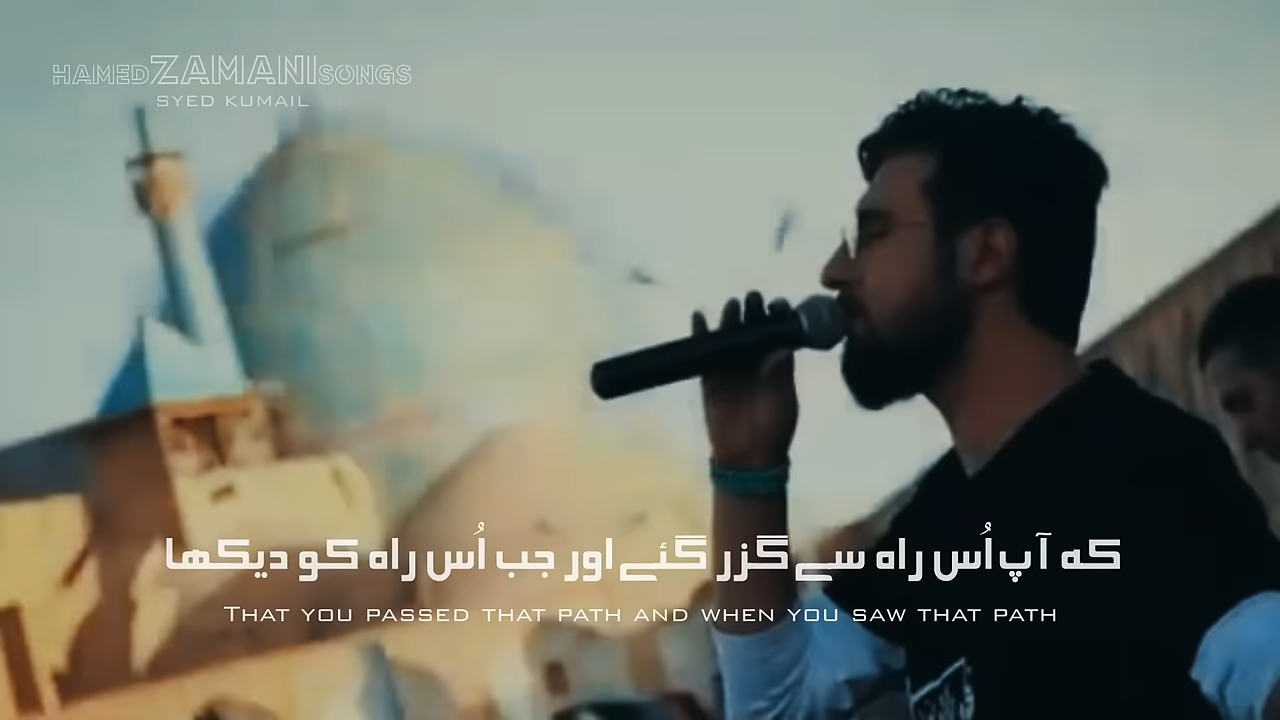 HAMEDZAMANISONGS
SYED KUMAIL
کہ آپ اُس راہ سے گزر گئے اور جب اُس راہ کو دیکھا
THAT YOU PASSED THAT PATH AND WHEN YOU SAW THAT PATH